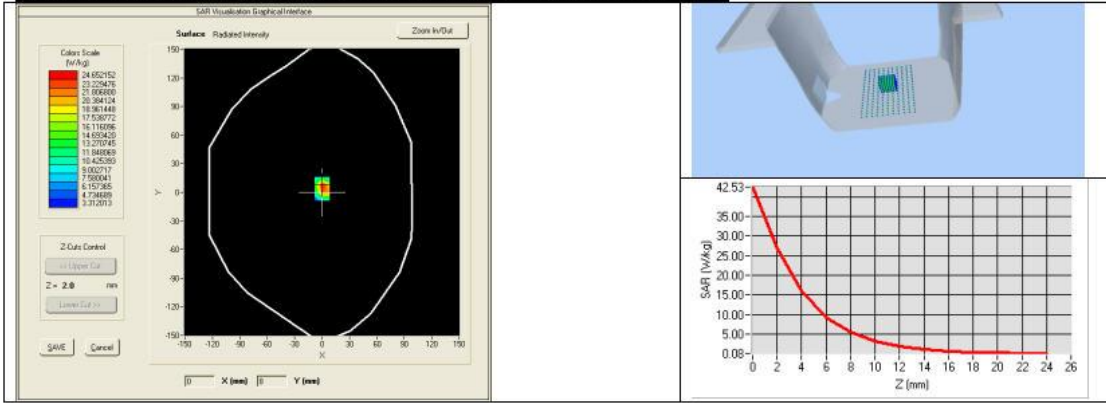 SAR Visualisation Graphical Interface
Surface Radiated Intensity
Zoom In/Out
Colors Scale
(W/kg)
24.652152
23.229476
21.806800
20.384124
18.961448
17.538772
16.116096
14.693420
13.270745
11.848069
10.425393
9.002717
7.580041
6.157365
4.734689
3.312013
Z-Cuts Control
<< Upper Cut
Z = 2.0 mm
Lower Cut >>
SAVE Cancel
150
120
90
60
30
0
-30
-60
-90
-120
-150
Y
-150 -120 -90 -60 -30 0 30 60 90 120 150
X
0 X (mm) 0 Y (mm)
42.53
35.00
30.00
25.00
20.00
15.00
10.00
5.00
0.08
SAR (W/kg)
0 2 4 6 8 10 12 14 16 18 20 22 24 26
Z (mm)